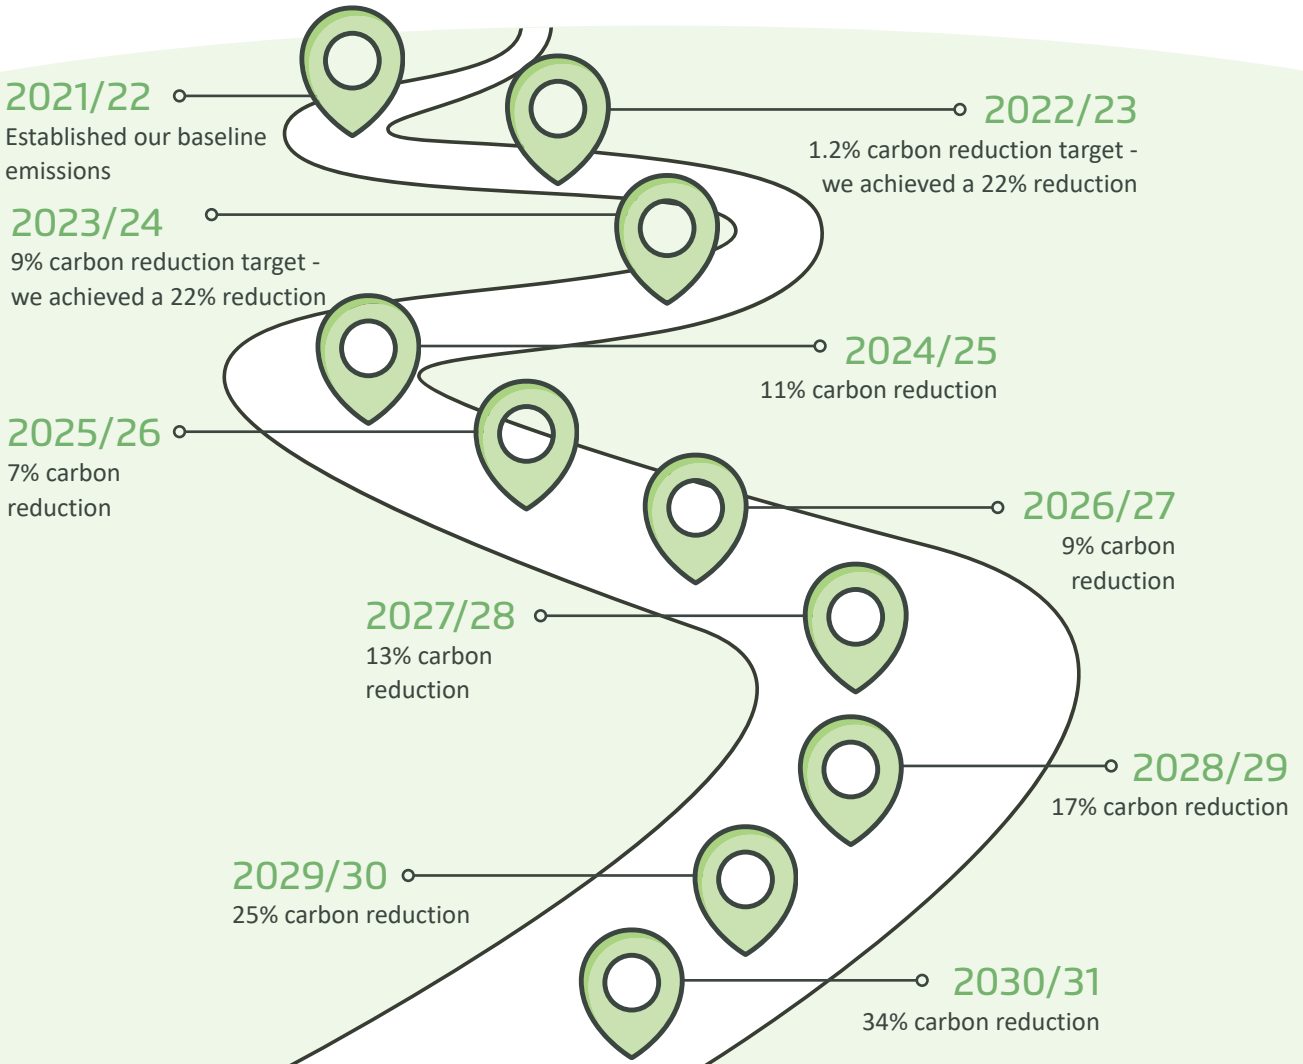 2021/22
Established our baseline
emissions
2022/23
1.2% carbon reduction target -
we achieved a 22% reduction
2023/24
9% carbon reduction target -
we achieved a 22% reduction
2024/25
11% carbon reduction
2025/26
7% carbon
reduction
2026/27
9% carbon
reduction
2027/28
13% carbon
reduction
2028/29
17% carbon reduction
2029/30
25% carbon reduction
2030/31
34% carbon reduction